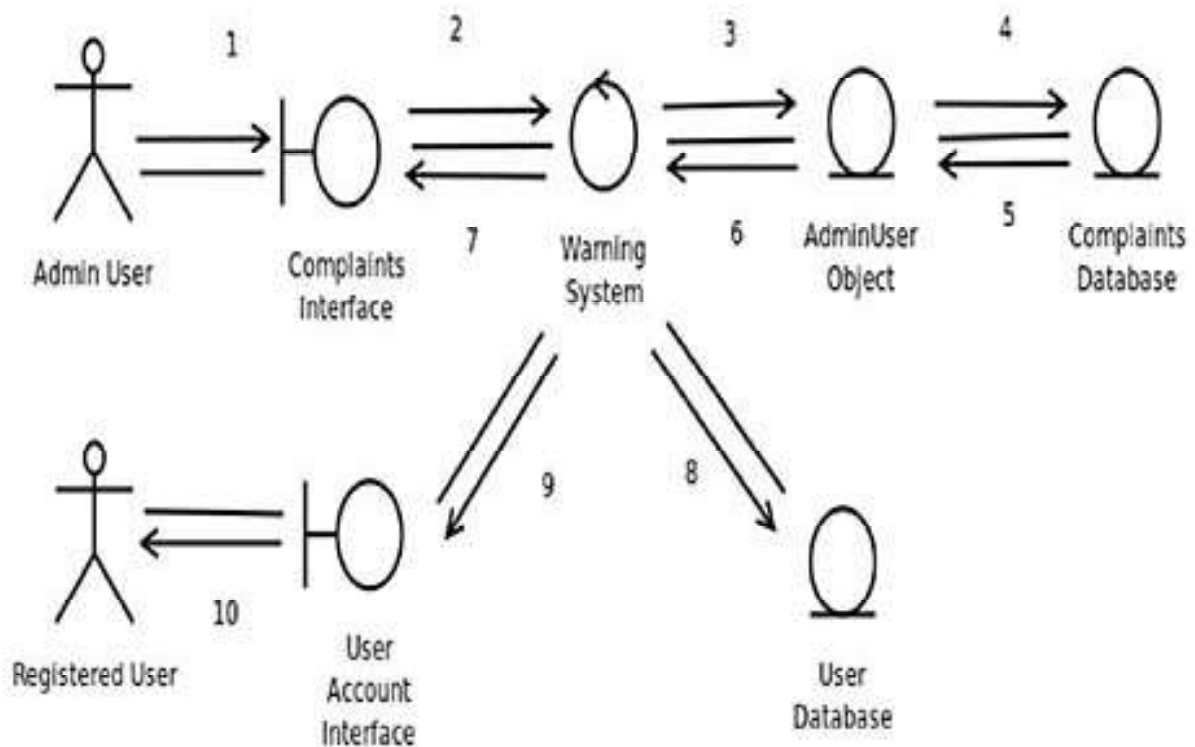 1
2
3
4
Admin User
Complaints
Interface
7
Warning
System
6
AdminUser
Object
5
Complaints
Database
9
8
10
Registered User
User
Account
Interface
User
Database